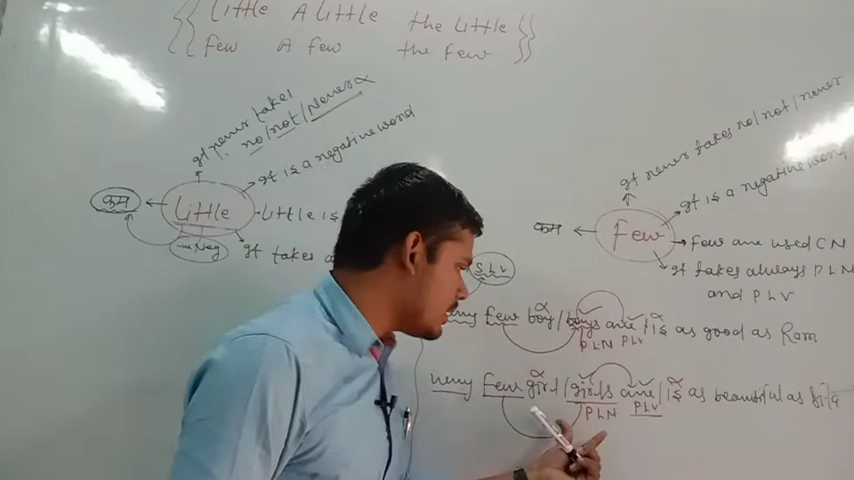 Little A Little the Little
few A few the few
It never takes
no/not/Never
It is a negative word
कम
Little
Little is
-ve Neg
It takes
SLV
It never takes no/not/never
It is a negative word
कम
Few
few are used CN
It takes always PLN
and PLV
very few boy/boys are/is as good as Ram
PLN PLV
very few girl/girls are/is as beautiful as
PLN PLV